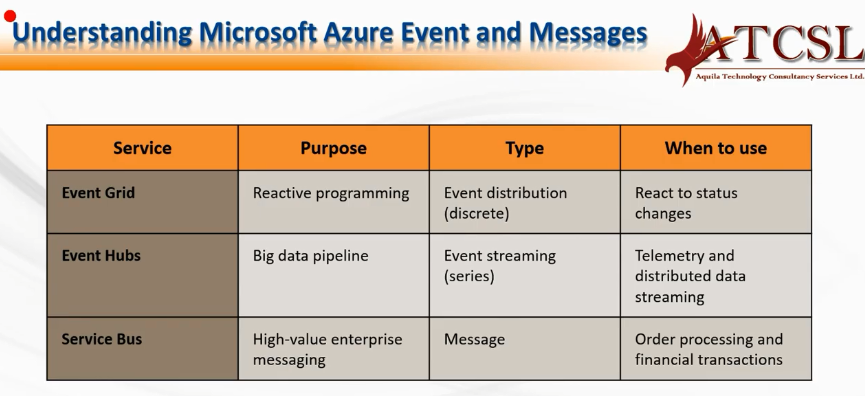 Understanding Microsoft Azure Event and Messages
ATCSL
Aquila Technology Consultancy Services Ltd.
Service
Purpose
Type
When to use
Event Grid
Reactive programming
Event distribution
(discrete)
React to status
changes
Event Hubs
Big data pipeline
Event streaming
(series)
Telemetry and
distributed data
streaming
Service Bus
High-value enterprise
messaging
Message
Order processing and
financial transactions